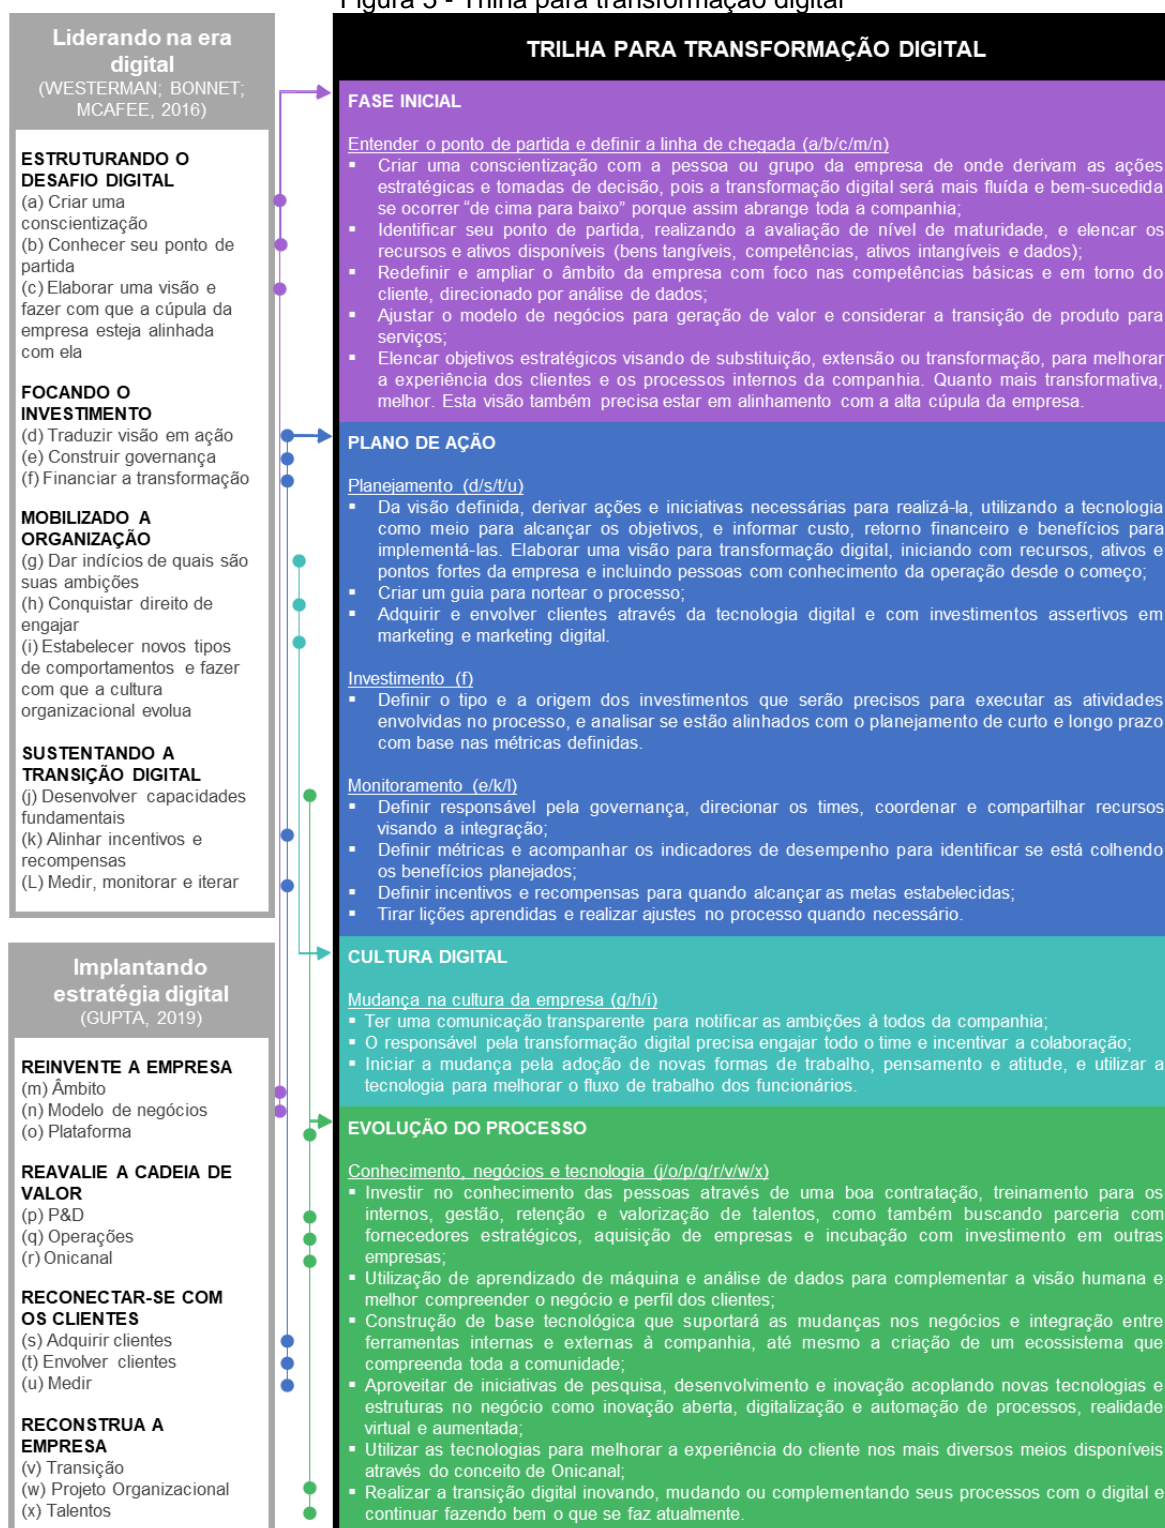 Figura 5 - Trilha para transformação digital
Liderando na era
digital
(WESTERMAN; BONNET;
MCAFEE, 2016)
ESTRUTURANDO O
DESAFIO DIGITAL
(a) Criar uma
conscientização
(b) Conhecer seu ponto de
partida
(c) Elaborar uma visão e
fazer com que a cúpula da
empresa esteja alinhada
com ela
FOCANDO O
INVESTIMENTO
(d) Traduzir visão em ação
(e) Construir governança
(f) Financiar a transformação
MOBILIZADO A
ORGANIZAÇÃO
(g) Dar indícios de quais são
suas ambições
(h) Conquistar direito de
engajar
(i) Estabelecer novos tipos
de comportamentos e fazer
com que a cultura
organizacional evolua
SUSTENTANDO A
TRANSIÇÃO DIGITAL
(j) Desenvolver capacidades
fundamentais
(k) Alinhar incentivos e
recompensas
(L) Medir, monitorar e iterar
Implantando
estratégia digital
(GUPTA, 2019)
REINVENTE A EMPRESA
(m) Âmbito
(n) Modelo de negócios
(o) Plataforma
REAVALIE A CADEIA DE
VALOR
(p) P&D
(q) Operações
(r) Onicanal
RECONECTAR-SE COM
OS CLIENTES
(s) Adquirir clientes
(t) Envolver clientes
(u) Medir
RECONSTRUA A
EMPRESA
(v) Transição
(w) Projeto Organizacional
(x) Talentos
TRILHA PARA TRANSFORMAÇÃO DIGITAL
FASE INICIAL
Entender o ponto de partida e definir a linha de chegada (a/b/c/m/n)
▪ Criar uma conscientização com a pessoa ou grupo da empresa de onde derivam as ações
estratégicas e tomadas de decisão, pois a transformação digital será mais fluída e bem-sucedida
se ocorrer “de cima para baixo” porque assim abrange toda a companhia;
▪ Identificar seu ponto de partida, realizando a avaliação de nível de maturidade, e elencar os
recursos e ativos disponíveis (bens tangíveis, competências, ativos intangíveis e dados);
▪ Redefinir e ampliar o âmbito da empresa com foco nas competências básicas e em torno do
cliente, direcionado por análise de dados;
▪ Ajustar o modelo de negócios para geração de valor e considerar a transição de produto para
serviços;
▪ Elencar objetivos estratégicos visando de substituição, extensão ou transformação, para melhorar
a experiência dos clientes e os processos internos da companhia. Quanto mais transformativa,
melhor. Esta visão também precisa estar em alinhamento com a alta cúpula da empresa.
PLANO DE AÇÃO
Planejamento (d/s/t/u)
▪ Da visão definida, derivar ações e iniciativas necessárias para realizá-la, utilizando a tecnologia
como meio para alcançar os objetivos, e informar custo, retorno financeiro e benefícios para
implementá-las. Elaborar uma visão para transformação digital, iniciando com recursos, ativos e
pontos fortes da empresa e incluindo pessoas com conhecimento da operação desde o começo;
▪ Criar um guia para nortear o processo;
▪ Adquirir e envolver clientes através da tecnologia digital e com investimentos assertivos em
marketing e marketing digital.
Investimento (f)
▪ Definir o tipo e a origem dos investimentos que serão precisos para executar as atividades
envolvidas no processo, e analisar se estão alinhados com o planejamento de curto e longo prazo
com base nas métricas definidas.
Monitoramento (e/k/l)
▪ Definir responsável pela governança, direcionar os times, coordenar e compartilhar recursos
visando a integração;
▪ Definir métricas e acompanhar os indicadores de desempenho para identificar se está colhendo
os benefícios planejados;
▪ Definir incentivos e recompensas para quando alcançar as metas estabelecidas;
▪ Tirar lições aprendidas e realizar ajustes no processo quando necessário.
CULTURA DIGITAL
Mudança na cultura da empresa (g/h/i)
▪ Ter uma comunicação transparente para notificar as ambições à todos da companhia;
▪ O responsável pela transformação digital precisa engajar todo o time e incentivar a colaboração;
▪ Iniciar a mudança pela adoção de novas formas de trabalho, pensamento e atitude, e utilizar a
tecnologia para melhorar o fluxo de trabalho dos funcionários.
EVOLUÇÃO DO PROCESSO
Conhecimento, negócios e tecnologia (j/o/p/q/r/v/w/x)
▪ Investir no conhecimento das pessoas através de uma boa contratação, treinamento para os
internos, gestão, retenção e valorização de talentos, como também buscando parceria com
fornecedores estratégicos, aquisição de empresas e incubação com investimento em outras
empresas;
▪ Utilização de aprendizado de máquina e análise de dados para complementar a visão humana e
melhor compreender o negócio e perfil dos clientes;
▪ Construção de base tecnológica que suportará as mudanças nos negócios e integração entre
ferramentas internas e externas à companhia, até mesmo a criação de um ecossistema que
compreenda toda a comunidade;
▪ Aproveitar de iniciativas de pesquisa, desenvolvimento e inovação acoplando novas tecnologias e
estruturas no negócio como inovação aberta, digitalização e automação de processos, realidade
virtual e aumentada;
▪ Utilizar as tecnologias para melhorar a experiência do cliente nos mais diversos meios disponíveis
através do conceito de Onicanal;
▪ Realizar a transição digital inovando, mudando ou complementando seus processos com o digital e
continuar fazendo bem o que se faz atualmente.